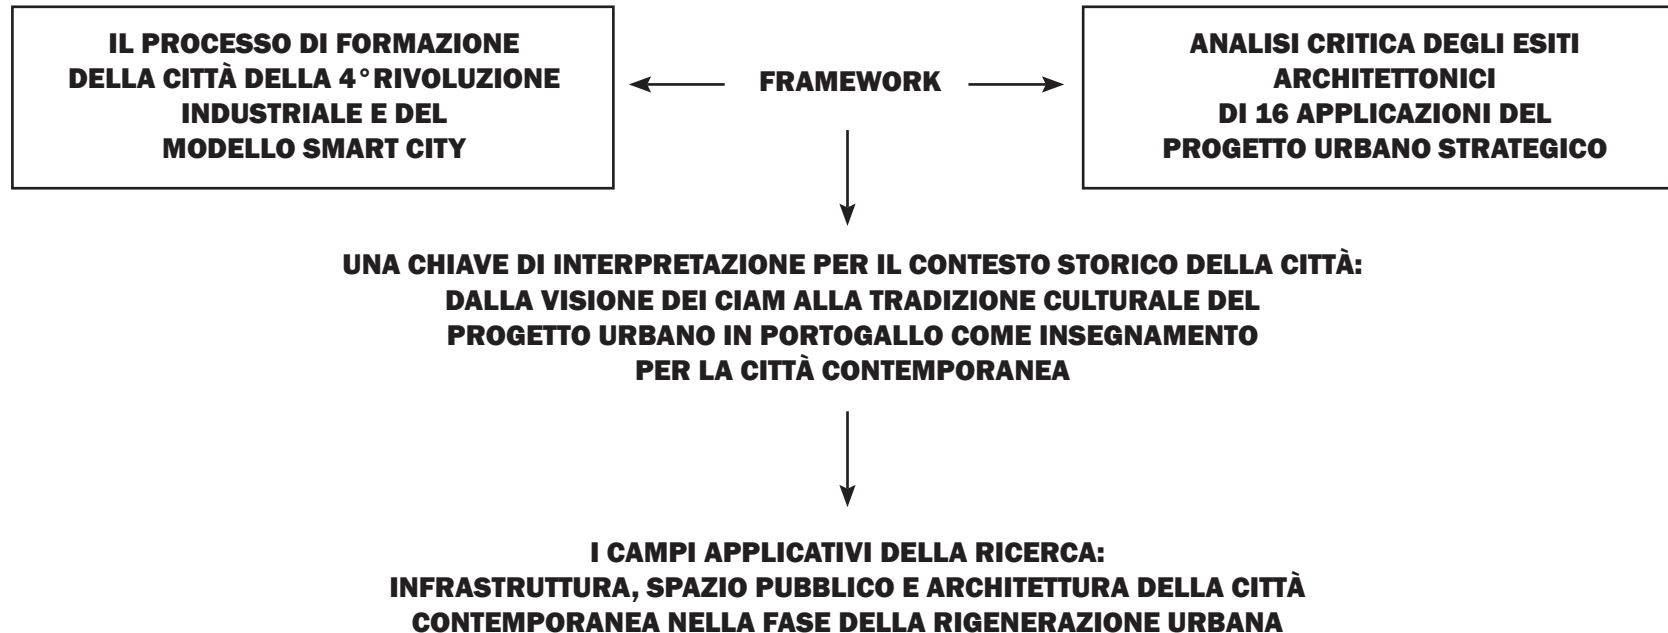 IL PROCESSO DI FORMAZIONE
DELLA CITTÀ DELLA 4°RIVOLUZIONE
INDUSTRIALE E DEL
MODELLO SMART CITY
FRAMEWORK
ANALISI CRITICA DEGLI ESITI
ARCHITETTONICI
DI 16 APPLICAZIONI DEL
PROGETTO URBANO STRATEGICO
UNA CHIAVE DI INTERPRETAZIONE PER IL CONTESTO STORICO DELLA CITTÀ:
DALLA VISIONE DEI CIAM ALLA TRADIZIONE CULTURALE DEL
PROGETTO URBANO IN PORTOGALLO COME INSEGNAMENTO
PER LA CITTÀ CONTEMPORANEA
I CAMPI APPLICATIVI DELLA RICERCA:
INFRASTRUTTURA, SPAZIO PUBBLICO E ARCHITETTURA DELLA CITTÀ
CONTEMPORANEA NELLA FASE DELLA RIGENERAZIONE URBANA